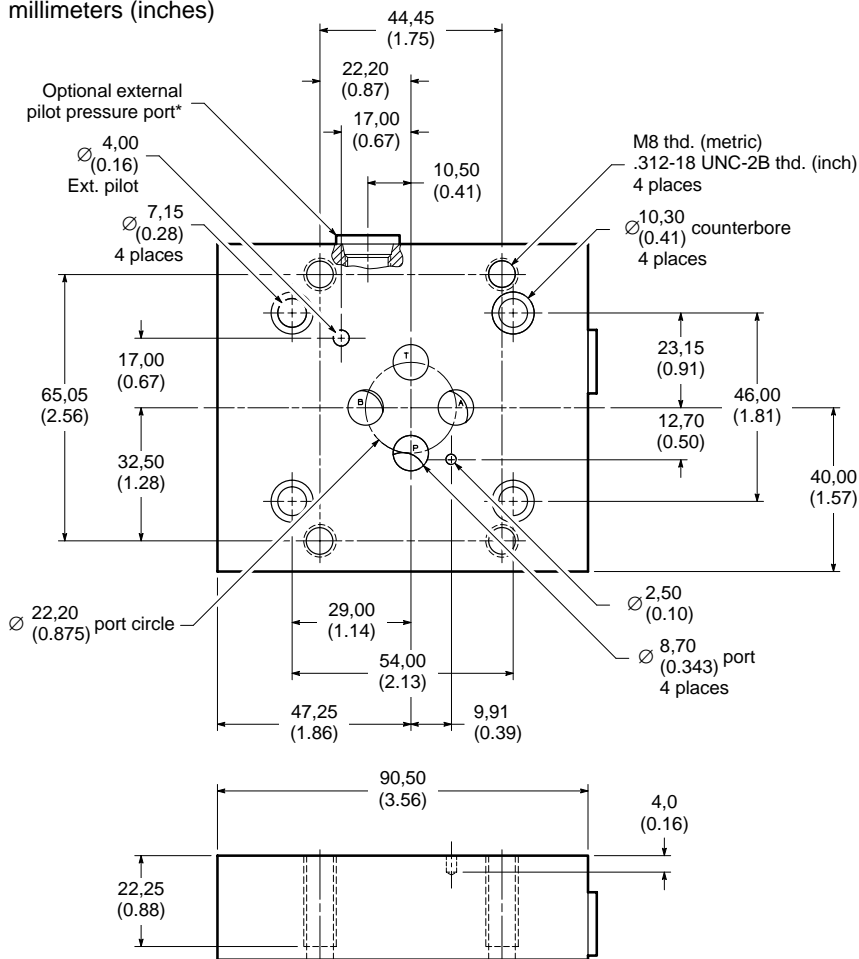 millimeters (inches)
44,45
(1.75)
22,20
(0.87)
Optional external
pilot pressure port*
17,00
(0.67)
∅ 4,00
(0.16)
Ext. pilot
10,50
(0.41)
M8 thd. (metric)
.312-18 UNC-2B thd. (inch)
4 places
∅ 7,15
(0.28)
4 places
∅ 10,30
(0.41) counterbore
4 places
17,00
(0.67)
23,15
(0.91)
T
65,05
(2.56)
B
A
46,00
(1.81)
12,70
(0.50)
P
32,50
(1.28)
40,00
(1.57)
∅ 2,50
(0.10)
∅ 22,20
(0.875) port circle
29,00
(1.14)
∅ 8,70
(0.343) port
4 places
54,00
(2.13)
47,25
(1.86)
9,91
(0.39)
90,50
(3.56)
4,0
(0.16)
22,25
(0.88)